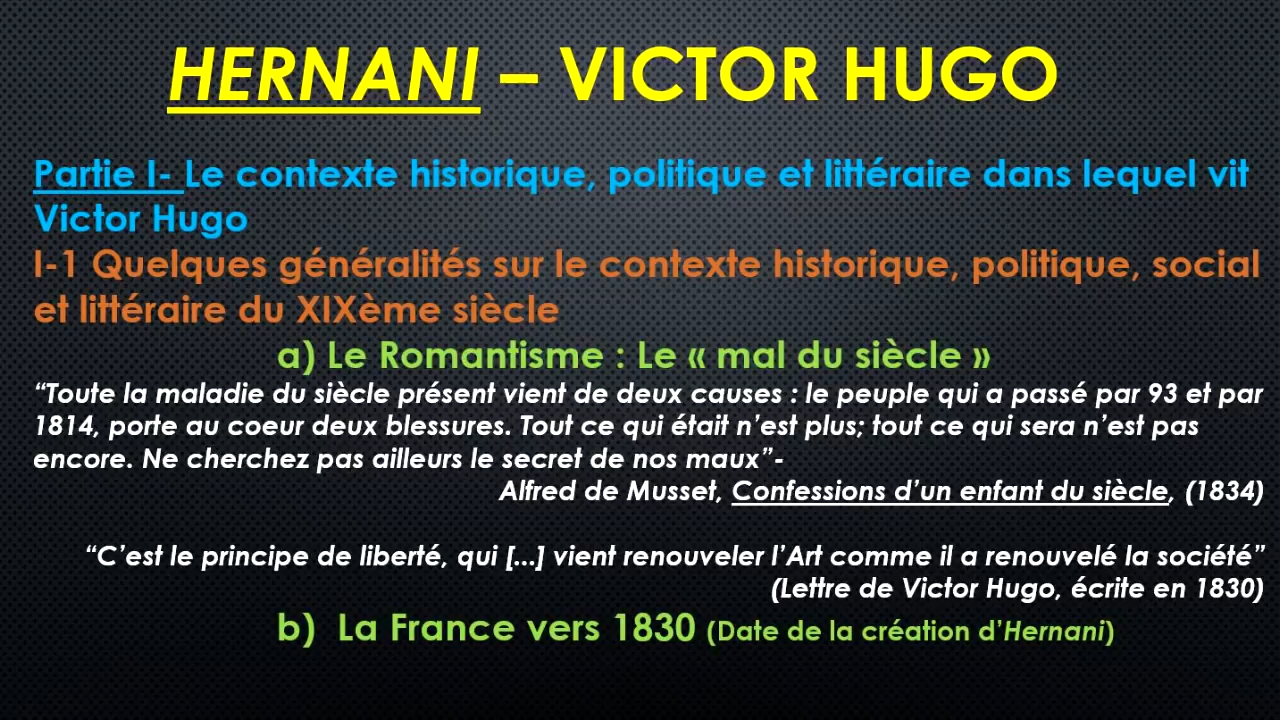 HERNANI – VICTOR HUGO
Partie I- Le contexte historique, politique et littéraire dans lequel vit
Victor Hugo
I-1 Quelques généralités sur le contexte historique, politique, social
et littéraire du XIXème siècle
a) Le Romantisme : Le « mal du siècle »
“Toute la maladie du siècle présent vient de deux causes : le peuple qui a passé par 93 et par
1814, porte au coeur deux blessures. Tout ce qui était n’est plus; tout ce qui sera n’est pas
encore. Ne cherchez pas ailleurs le secret de nos maux”-
Alfred de Musset, Confessions d’un enfant du siècle, (1834)
“C’est le principe de liberté, qui [...] vient renouveler l’Art comme il a renouvelé la société”
(Lettre de Victor Hugo, écrite en 1830)
b) La France vers 1830 (Date de la création d’Hernani)